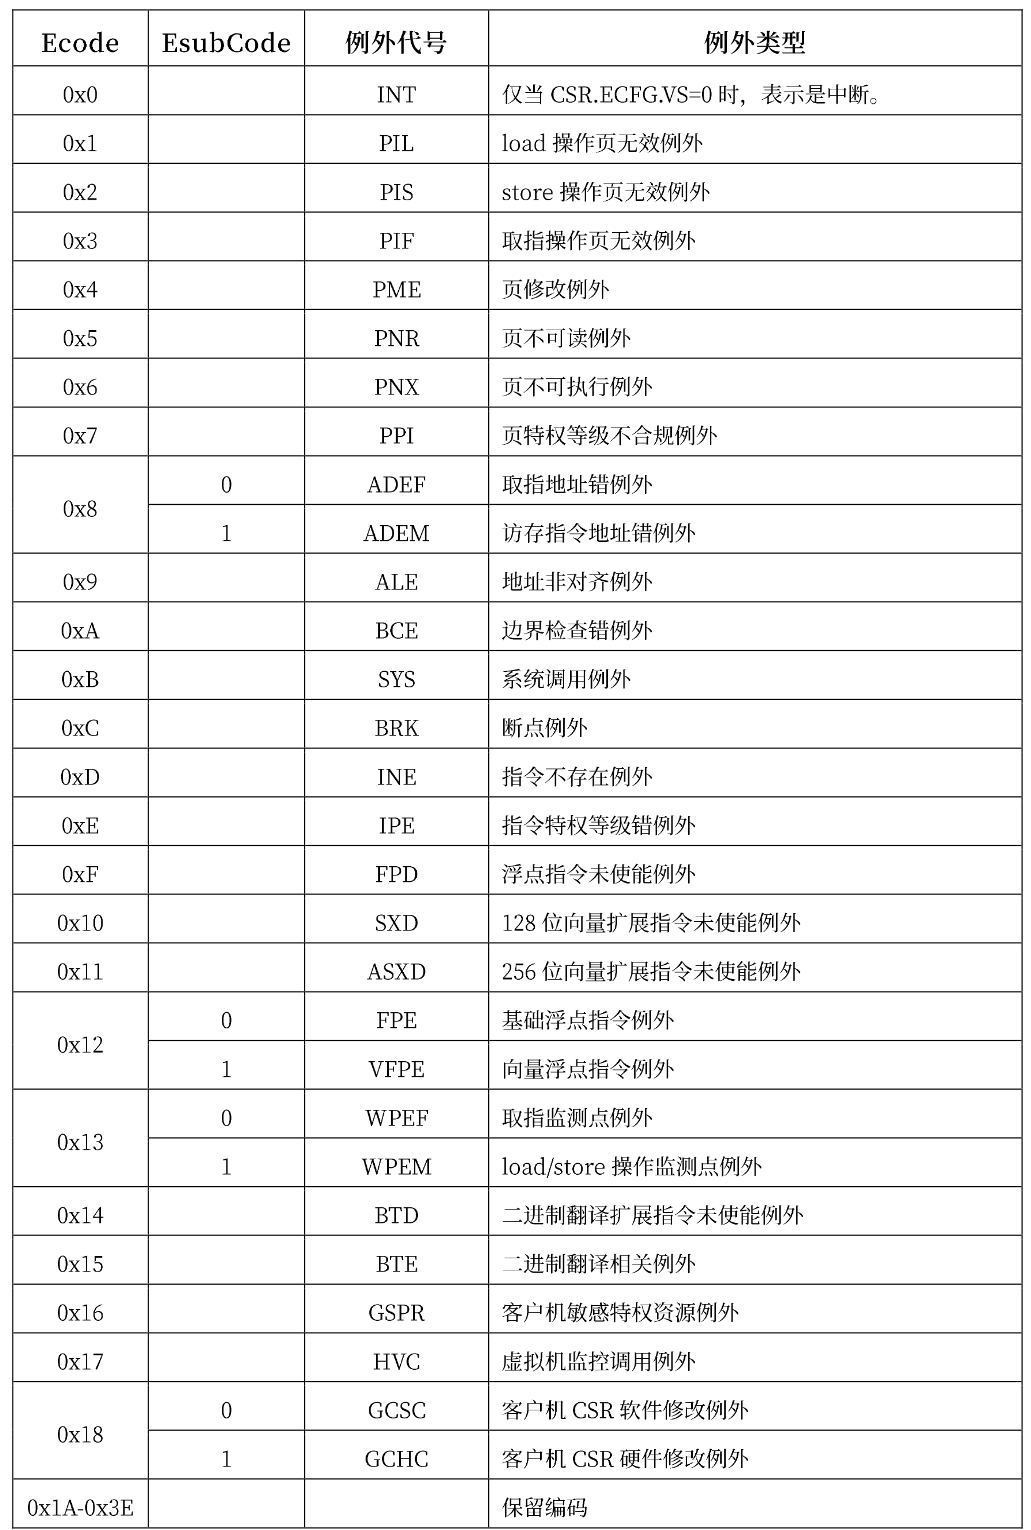 Ecode EsubCode 例外代号 例外类型
0x0 INT 仅当 CSR.ECFG.VS=0 时，表示是中断。
0x1 PIL load 操作页无效例外
0x2 PIS store 操作页无效例外
0x3 PIF 取指操作页无效例外
0x4 PME 页修改例外
0x5 PNR 页不可读例外
0x6 PNX 页不可执行例外
0x7 PPI 页特权等级不合规例外
0x8 0 ADEF 取指地址错例外
1 ADEM 访存指令地址错例外
0x9 ALE 地址非对齐例外
0xA BCE 边界检查错例外
0xB SYS 系统调用例外
0xC BRK 断点例外
0xD INE 指令不存在例外
0xE IPE 指令特权等级错例外
0xF FPD 浮点指令未使能例外
0x10 SXD 128 位向量扩展指令未使能例外
0x11 ASXD 256 位向量扩展指令未使能例外
0x12 0 FPE 基础浮点指令例外
1 VFPE 向量浮点指令例外
0x13 0 WPEF 取指监测点例外
1 WPEM load/store 操作监测点例外
0x14 BTD 二进制翻译扩展指令未使能例外
0x15 BTE 二进制翻译相关例外
0x16 GSPR 客户机敏感特权资源例外
0x17 HVC 虚拟机监控调用例外
0x18 0 GCSC 客户机 CSR 软件修改例外
1 GCHC 客户机 CSR 硬件修改例外
0x1A-0x3E 保留编码